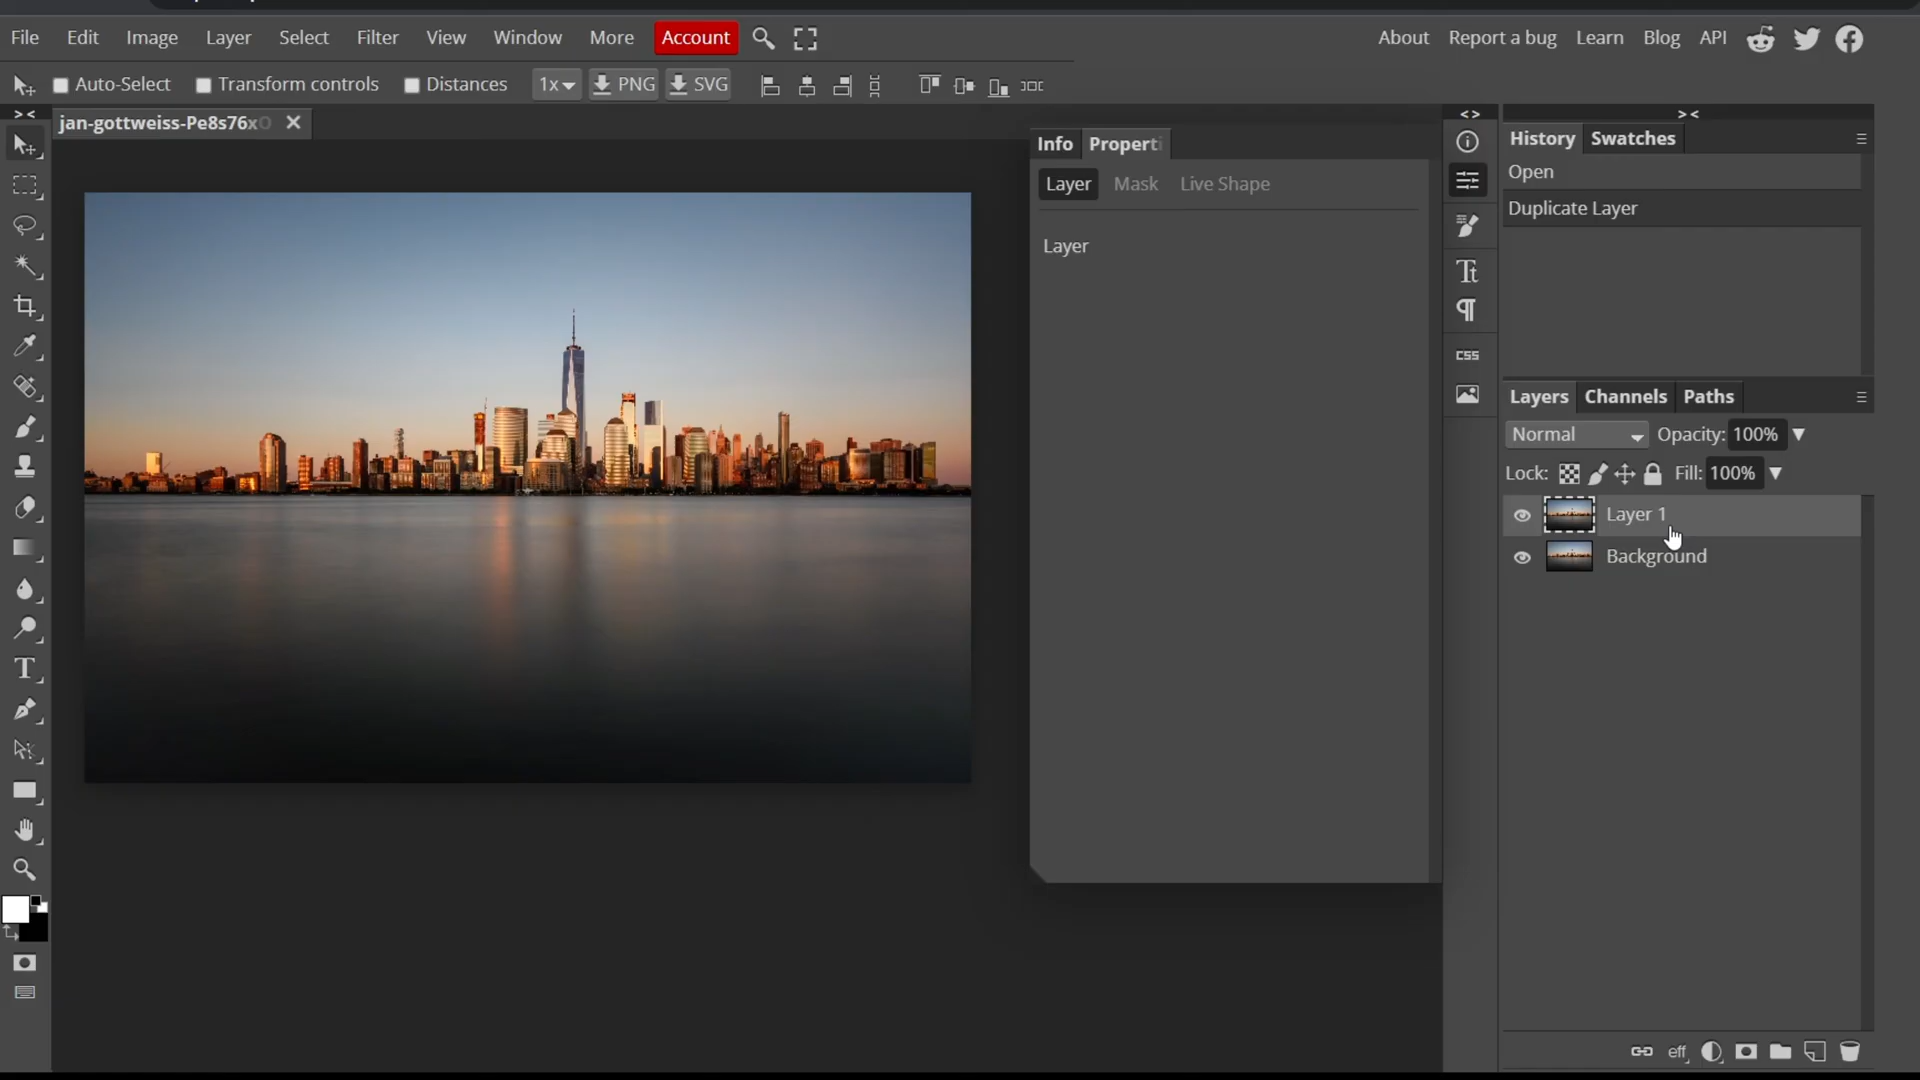 File Edit Image Layer Select Filter View Window More Account About Report a bug Learn Blog API
Auto-Select Transform controls Distances 1x PNG SVG
> < > <
jan-gottweiss-Pe8s76xO
< >
Info Properti
Layer Mask Live Shape
Layer
CSS
History Swatches
Open
Duplicate Layer
Layers Channels Paths
Normal Opacity: 100%
Lock: Fill: 100%
Layer 1
Background
eff